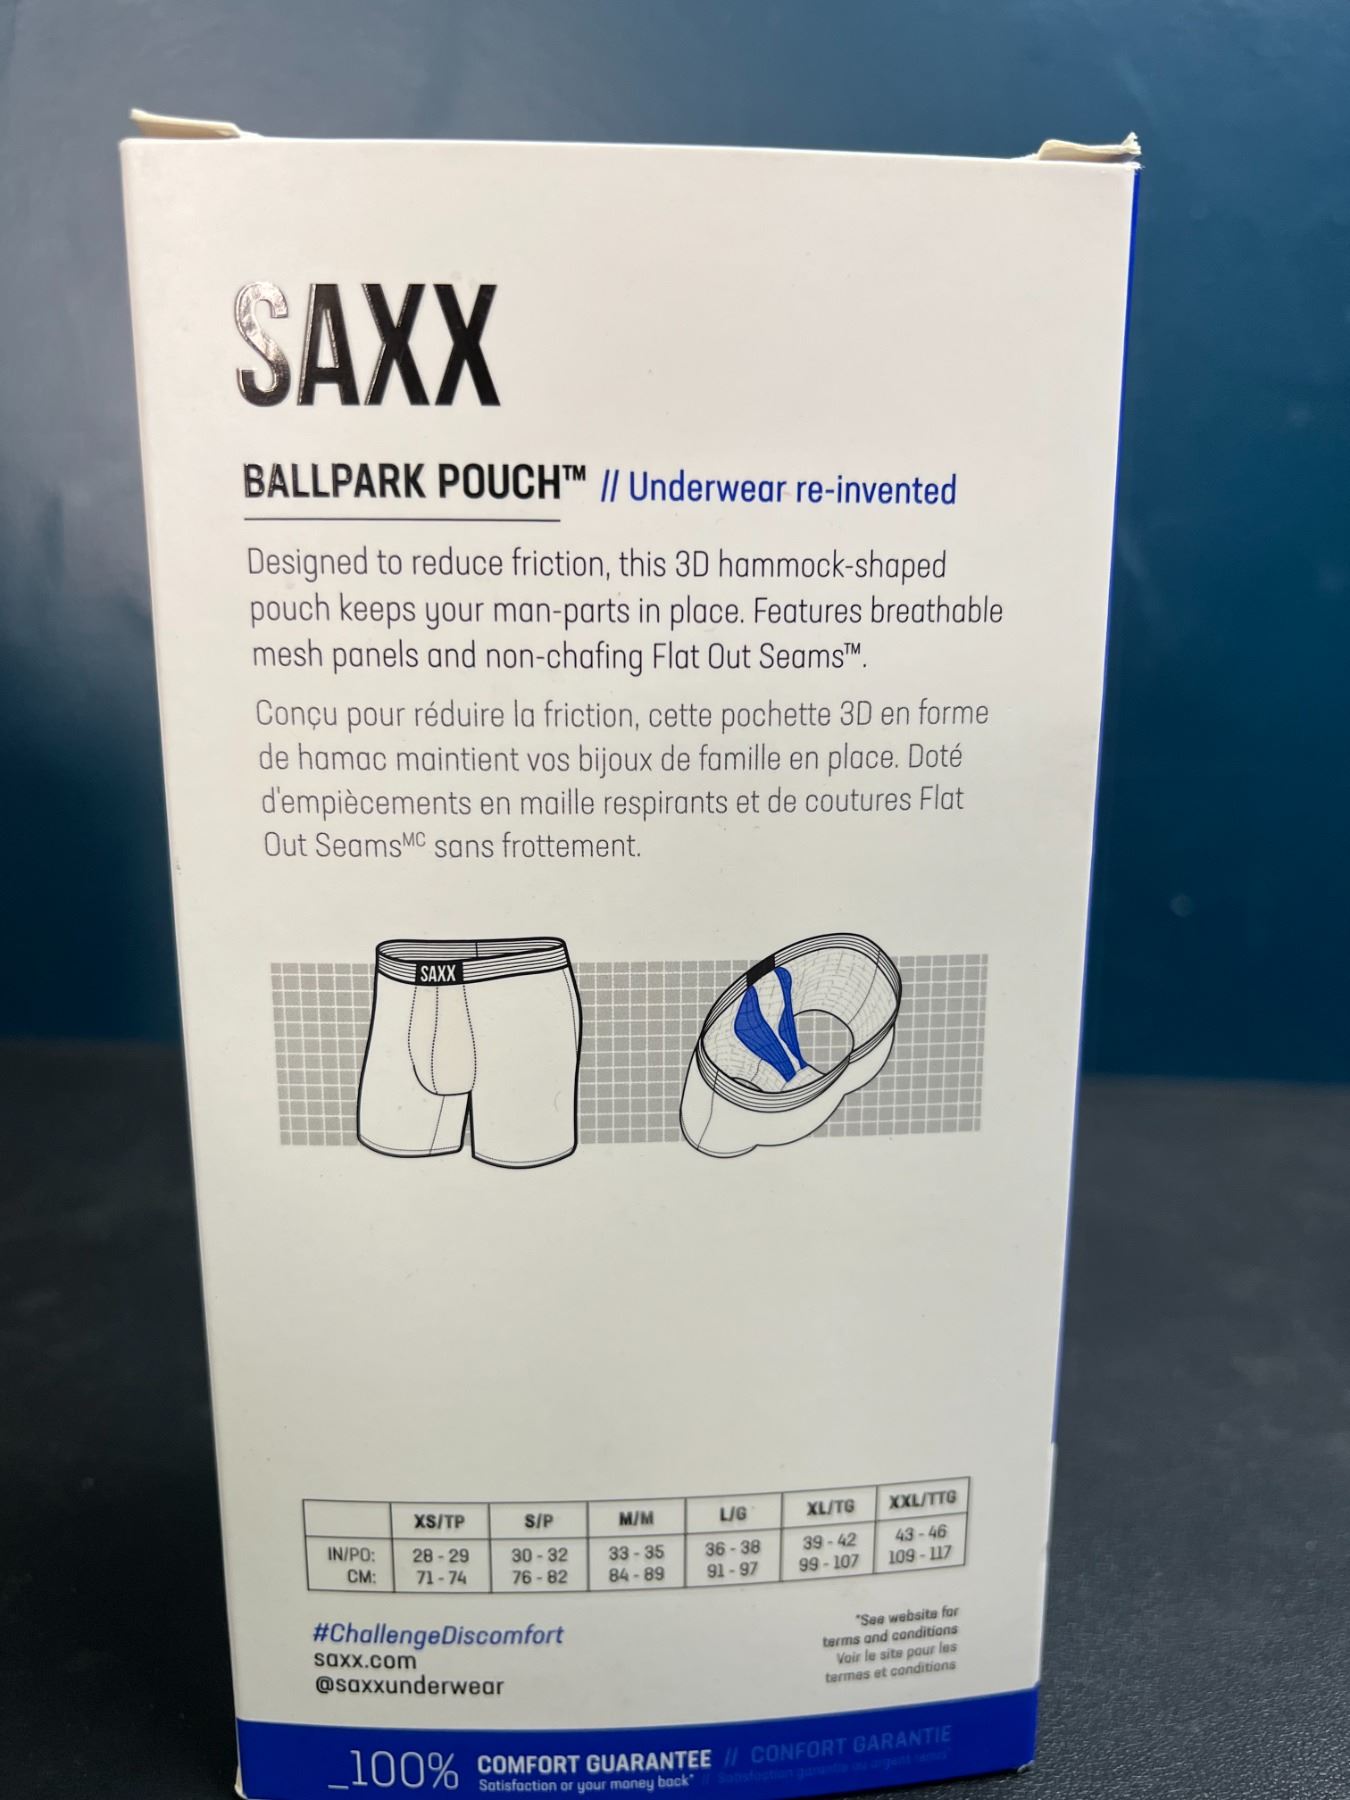 SAXX
BALLPARK POUCH™ // Underwear re-invented
Designed to reduce friction, this 3D hammock-shaped
pouch keeps your man-parts in place. Features breathable
mesh panels and non-chafing Flat Out Seams™.
Conçu pour réduire la friction, cette pochette 3D en forme
de hamac maintient vos bijoux de famille en place. Doté
d'empiècements en maille respirants et de coutures Flat
Out Seamsᴹᶜ sans frottement.
SAXX
XS/TP S/P M/M L/G XL/TG XXL/TTG
IN/PO: 28 - 29 30 - 32 33 - 35 36 - 38 39 - 42 43 - 46
CM: 71 - 74 76 - 82 84 - 89 91 - 97 99 - 107 109 - 117
#ChallengeDiscomfort
saxx.com
@saxxunderwear
*See website for
terms and conditions
Voir le site pour les
termes et conditions
_100% COMFORT GUARANTEE // CONFORT GARANTIE
Satisfaction or your money back* // Satisfaction garantie ou argent remis*